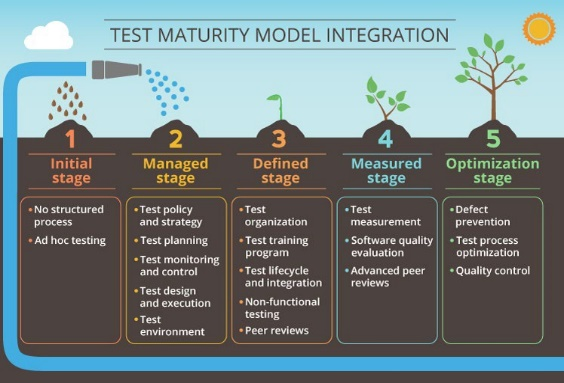 TEST MATURITY MODEL INTEGRATION
1
Initial
stage
• No structured
process
• Ad hoc testing
2
Managed
stage
• Test policy
and strategy
• Test planning
• Test monitoring
and control
• Test design
and execution
• Test
environment
3
Defined
stage
• Test
organization
• Test training
program
• Test lifecycle
and integration
• Non-functional
testing
• Peer reviews
4
Measured
stage
• Test
measurement
• Software quality
evaluation
• Advanced peer
reviews
5
Optimization
stage
• Defect
prevention
• Test process
optimization
• Quality control